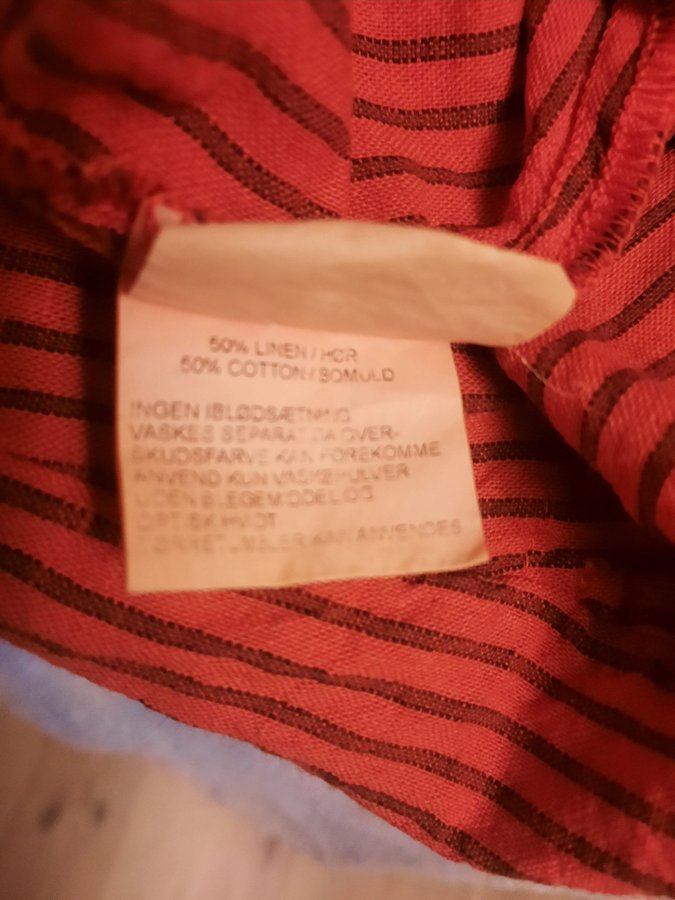 50% LINEN / HØR
50% COTTON / BOMULD
INGEN IBLØDSÆTNING
VASKES SEPARAT DA OVER-
SKUDSFARVE KAN FOREKOMME
ANVEND KUN VASKEPULVER
UDEN BLEGEMIDDEL OG
OPTISK HVIDT
TØRRETUMBLER KAN ANVENDES